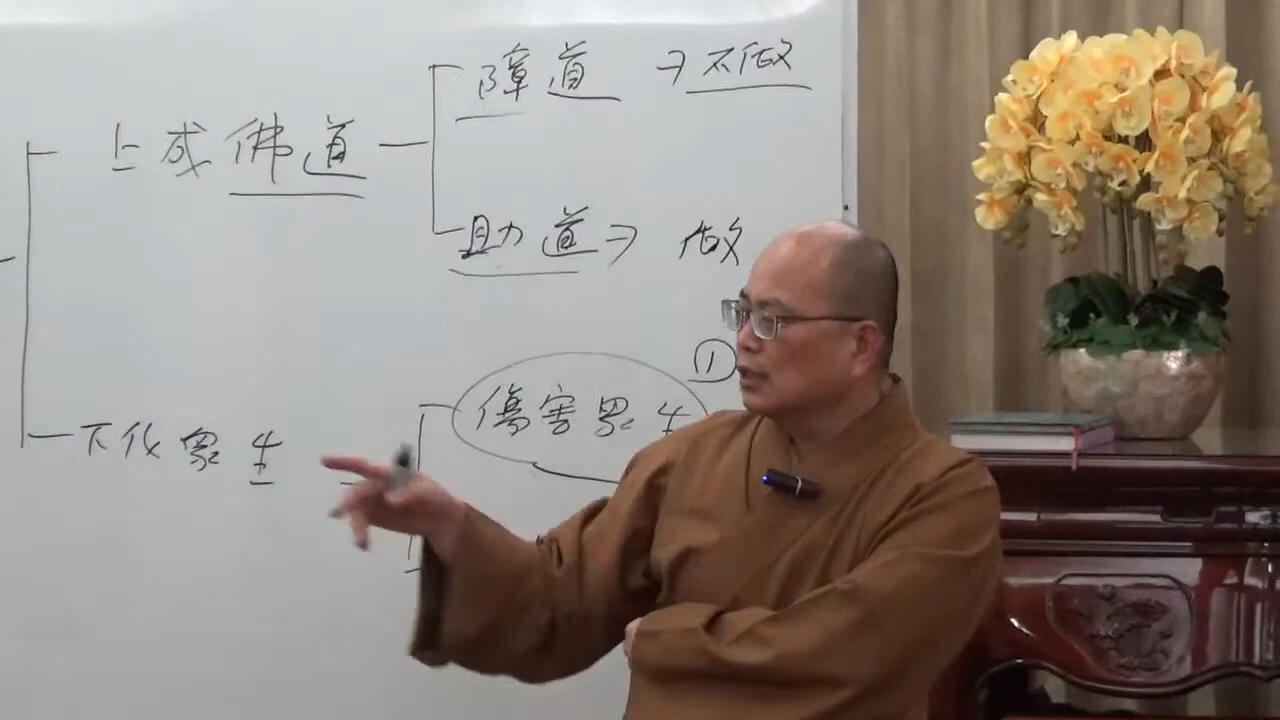 障道 → 不做
上成佛道
助道 → 做
①
傷害眾生
下化眾生